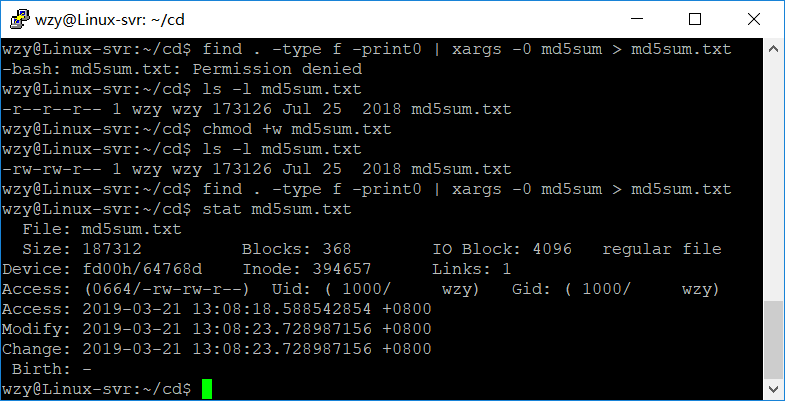 wzy@Linux-svr: ~/cd
wzy@Linux-svr:~/cd$ find . -type f -print0 | xargs -0 md5sum > md5sum.txt
-bash: md5sum.txt: Permission denied
wzy@Linux-svr:~/cd$ ls -l md5sum.txt
-r--r--r-- 1 wzy wzy 173126 Jul 25  2018 md5sum.txt
wzy@Linux-svr:~/cd$ chmod +w md5sum.txt
wzy@Linux-svr:~/cd$ ls -l md5sum.txt
-rw-rw-r-- 1 wzy wzy 173126 Jul 25  2018 md5sum.txt
wzy@Linux-svr:~/cd$ find . -type f -print0 | xargs -0 md5sum > md5sum.txt
wzy@Linux-svr:~/cd$ stat md5sum.txt
  File: md5sum.txt
  Size: 187312          Blocks: 368        IO Block: 4096   regular file
Device: fd00h/64768d    Inode: 394657      Links: 1
Access: (0664/-rw-rw-r--)  Uid: ( 1000/     wzy)   Gid: ( 1000/     wzy)
Access: 2019-03-21 13:08:18.588542854 +0800
Modify: 2019-03-21 13:08:23.728987156 +0800
Change: 2019-03-21 13:08:23.728987156 +0800
 Birth: -
wzy@Linux-svr:~/cd$